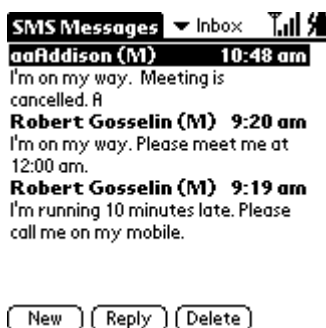 SMS Messages Inbox
aaAddison (M) 10:48 am
I'm on my way. Meeting is
cancelled. A
Robert Gosselin (M) 9:20 am
I'm on my way. Please meet me at
12:00 am.
Robert Gosselin (M) 9:19 am
I'm running 10 minutes late. Please
call me on my mobile.
New Reply Delete